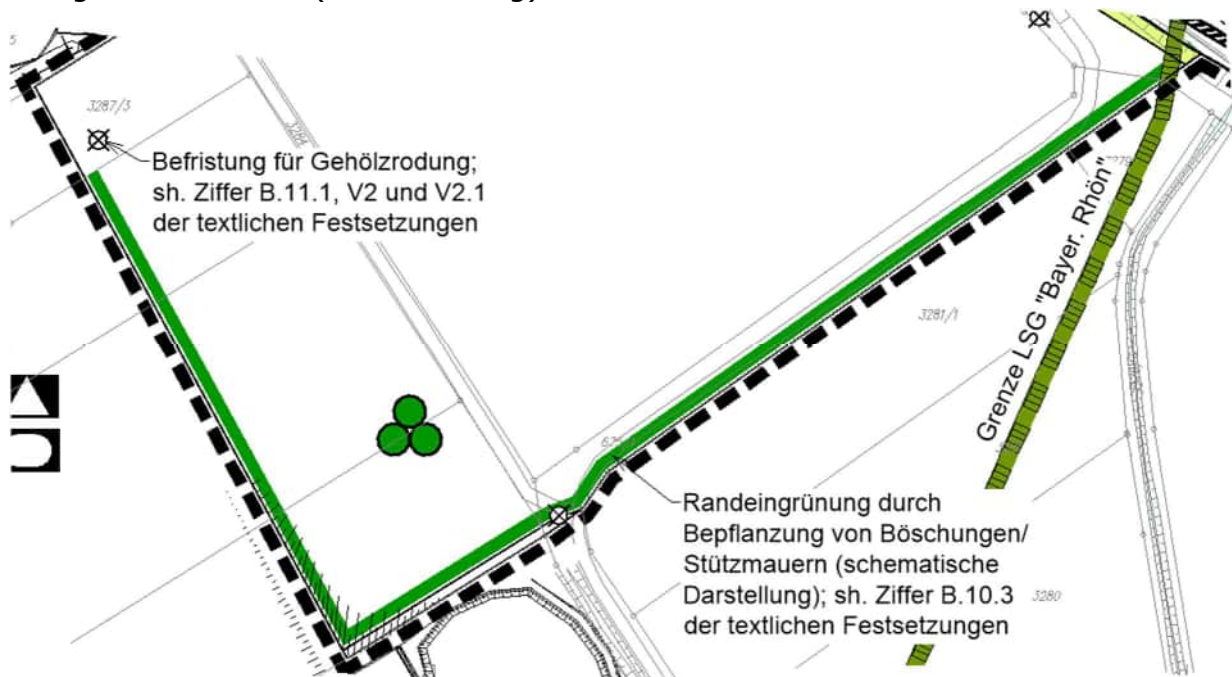 3287/3
3284
Befristung für Gehölzrodung;
sh. Ziffer B.11.1, V2 und V2.1
der textlichen Festsetzungen
3281/1
Grenze LSG "Bayer. Rhön"
Randeingrünung durch
Bepflanzung von Böschungen/
Stützmauern (schematische
Darstellung); sh. Ziffer B.10.3
der textlichen Festsetzungen
3280